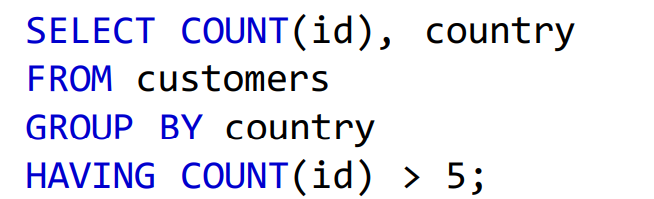 SELECT COUNT(id), country
FROM customers
GROUP BY country
HAVING COUNT(id) > 5;